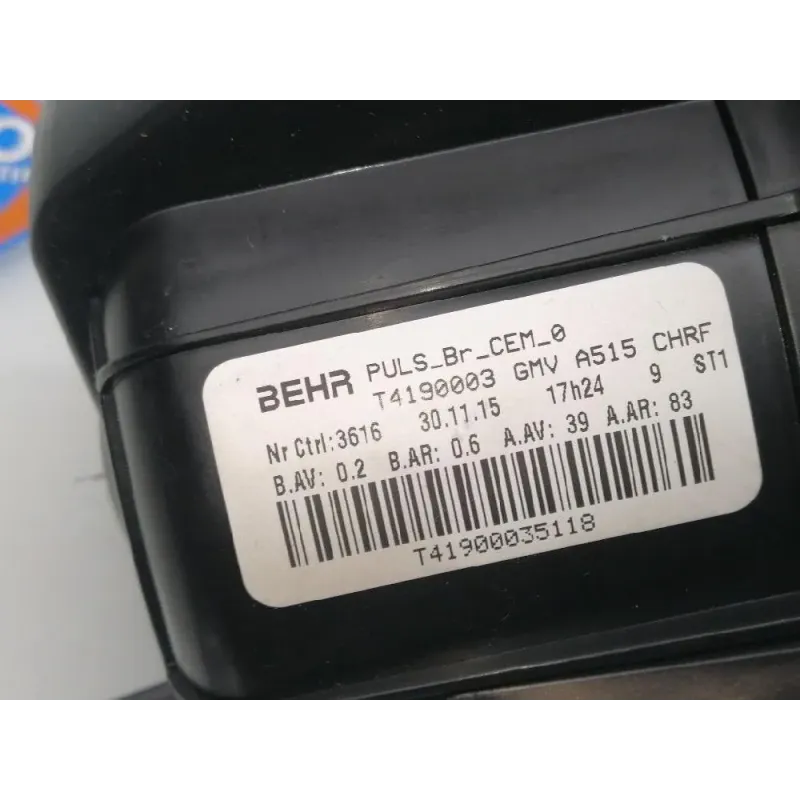 BEHR PULS_Br_CEM_0
T4190003 GMV A515 CHRF
Nr Ctrl:3616 30.11.15 17h24 9 ST1
B.AV: 0.2 B.AR: 0.6 A.AV: 39 A.AR: 83
T41900035118